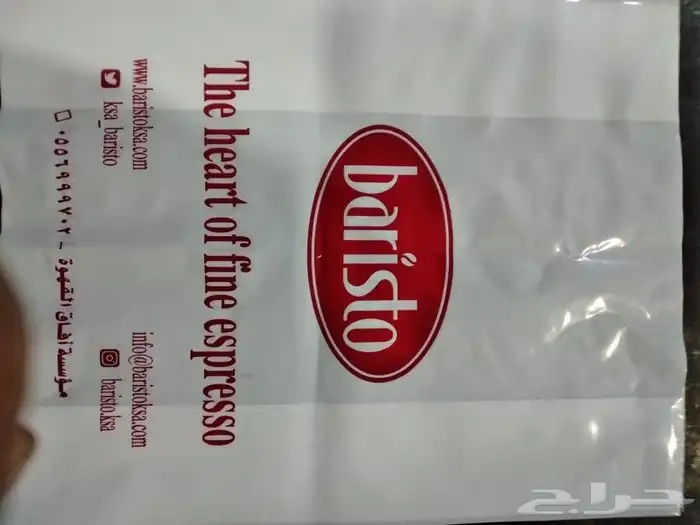 baristo
The heart of fine espresso
www.baristoksa.com info@baristoksa.com
ksa_baristo baristo.ksa
مؤسسة آفاق القهوة - ٠٥٥٦٩٩٩٧٠٢
حراج